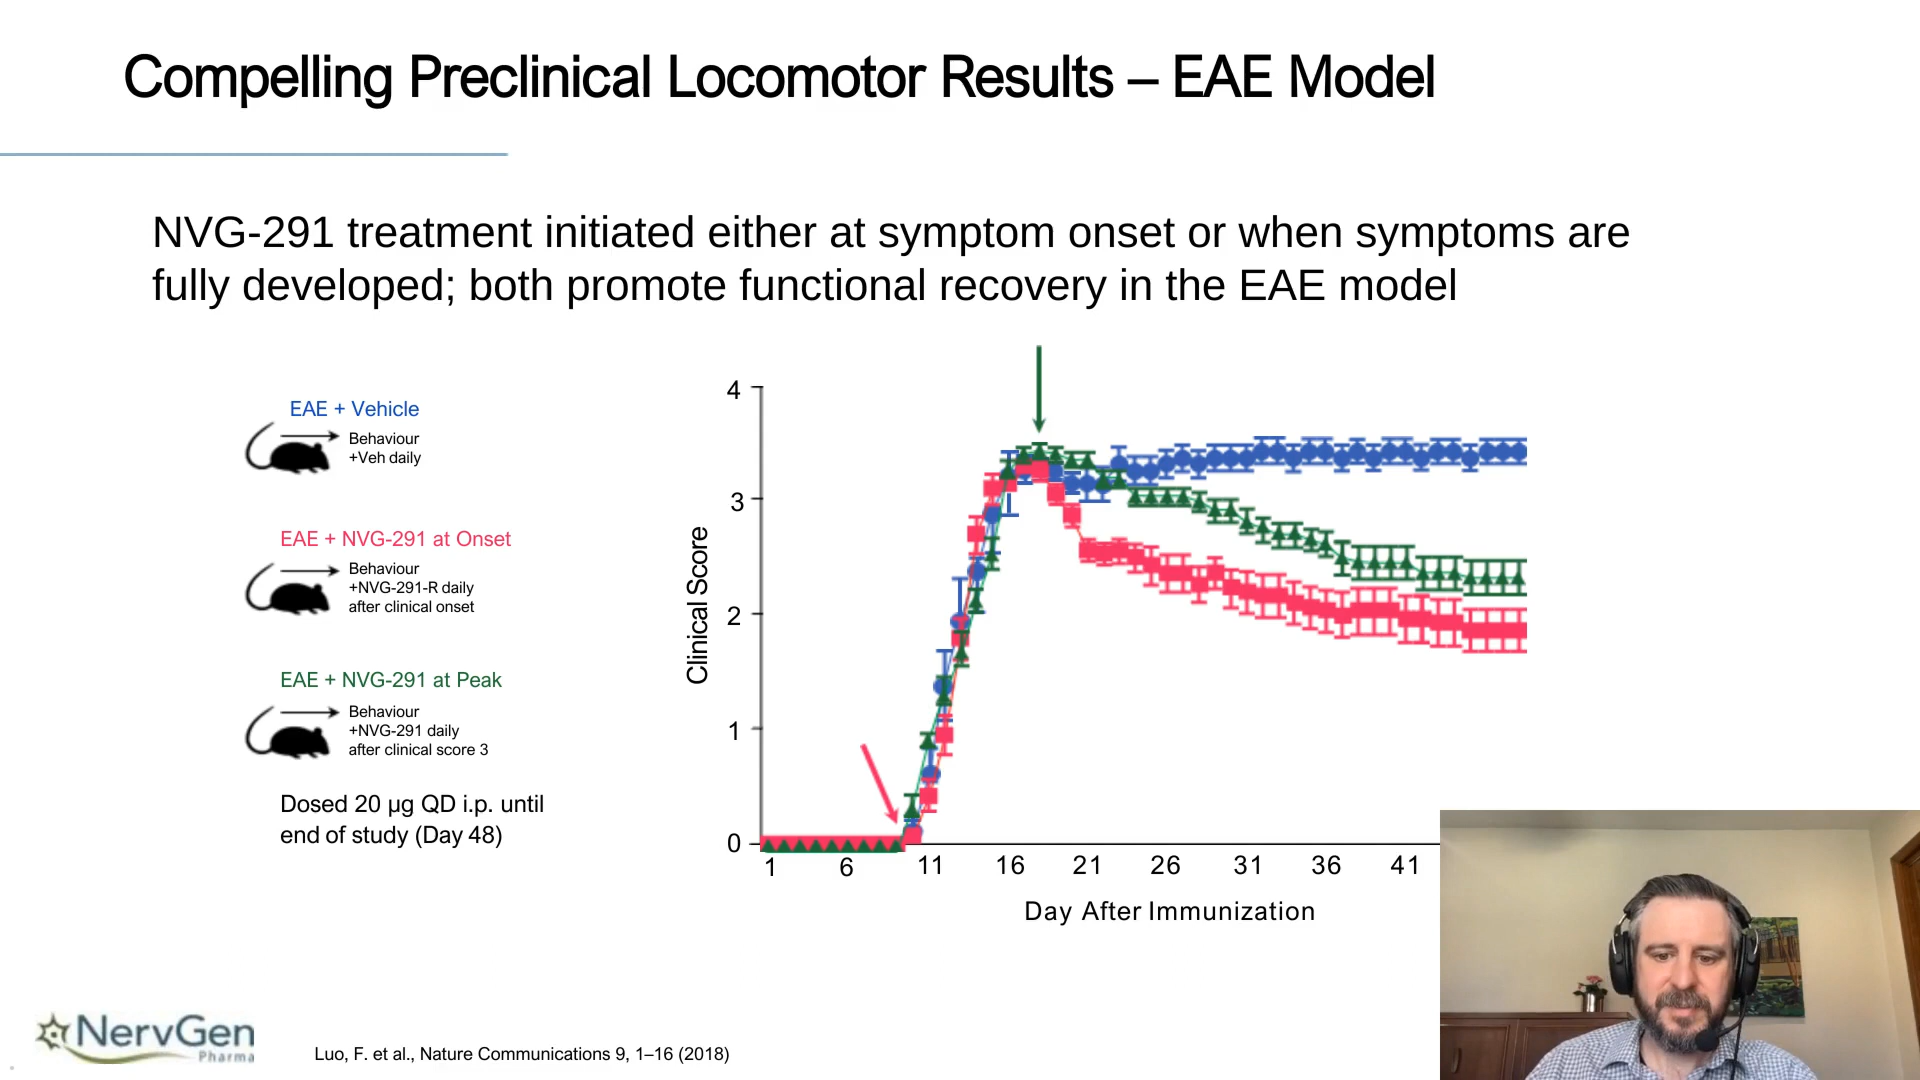 Compelling Preclinical Locomotor Results – EAE Model
NVG-291 treatment initiated either at symptom onset or when symptoms are
fully developed; both promote functional recovery in the EAE model
EAE + Vehicle
Behaviour
+Veh daily
EAE + NVG-291 at Onset
Behaviour
+NVG-291-R daily
after clinical onset
EAE + NVG-291 at Peak
Behaviour
+NVG-291 daily
after clinical score 3
Dosed 20 µg QD i.p. until
end of study (Day 48)
Clinical Score
4
3
2
1
0
1 6 11 16 21 26 31 36 41
Day After Immunization
NervGen
Pharma
Luo, F. et al., Nature Communications 9, 1–16 (2018)